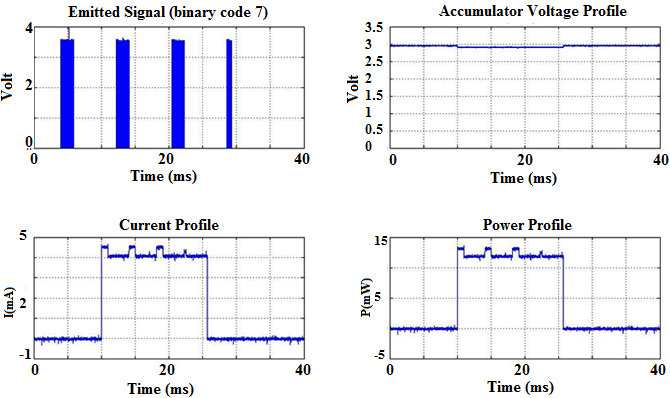 Emitted Signal (binary code 7)
4
2
0
Volt
0
20
40
Time (ms)
Accumulator Voltage Profile
3.5
3
2.5
2
1.5
1
0.5
0
Volt
0
20
40
Time (ms)
Current Profile
5
2
-1
I(mA)
0
20
40
Time (ms)
Power Profile
15
5
-5
P(mW)
0
20
40
Time (ms)